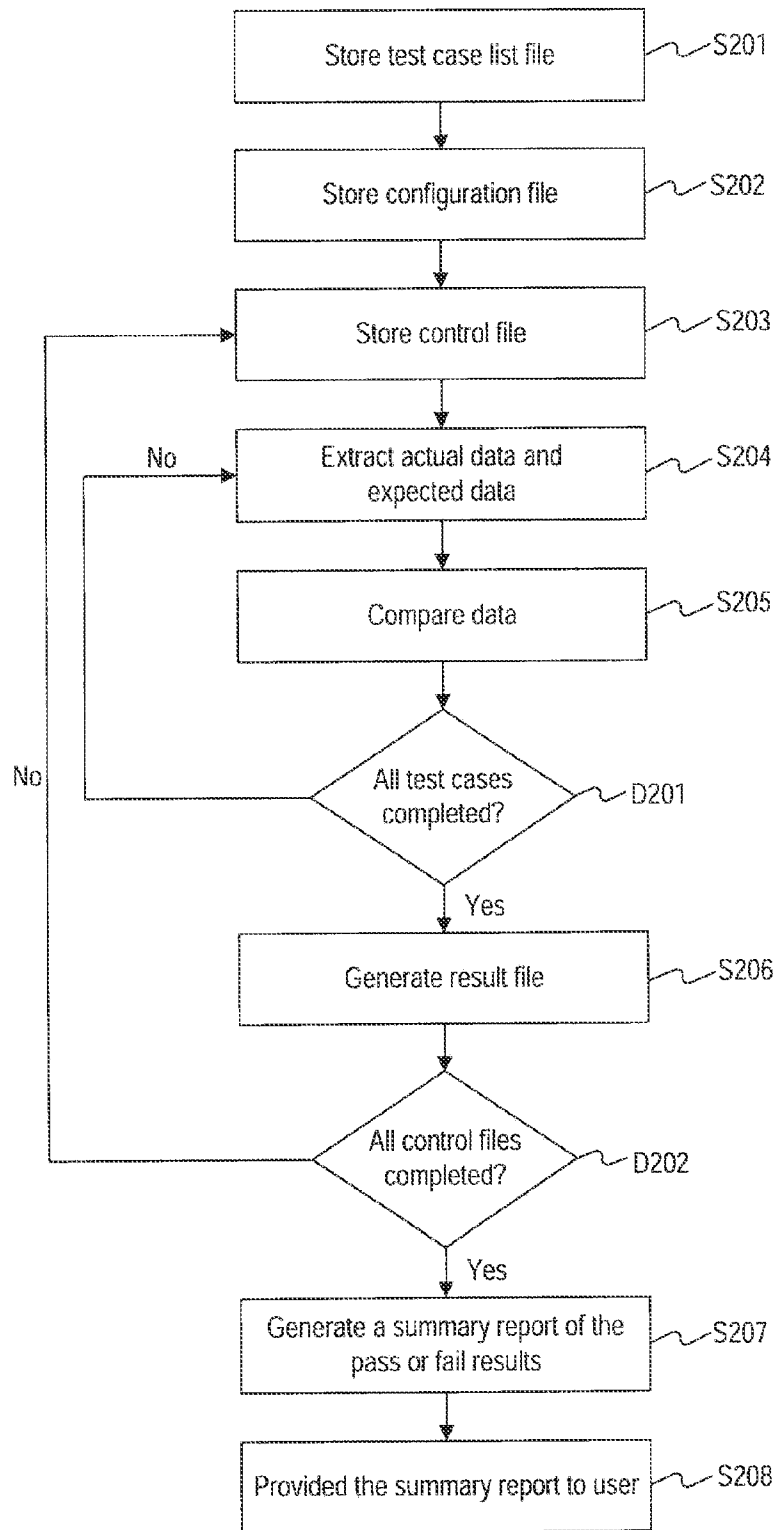 Store test case list file
S201
Store configuration file
S202
Store control file
S203
No
Extract actual data and
expected data
S204
Compare data
S205
No
All test cases
completed?
D201
Yes
Generate result file
S206
All control files
completed?
D202
Yes
Generate a summary report of the
pass or fail results
S207
Provided the summary report to user
S208